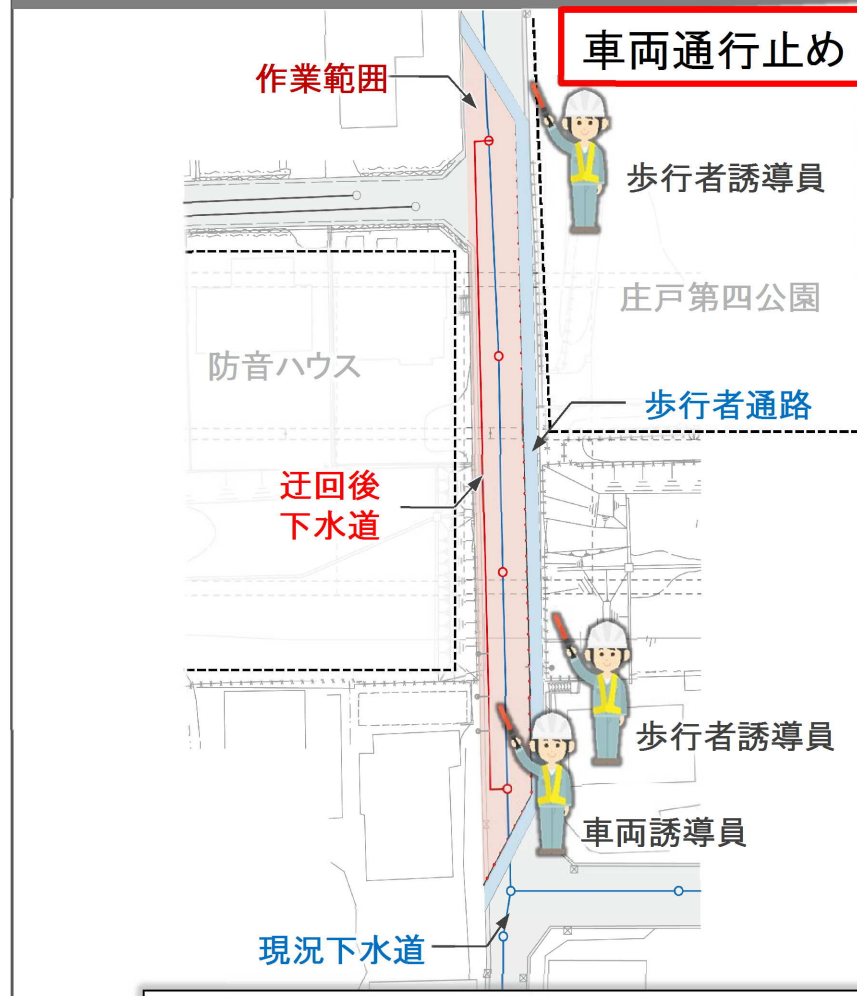 車両通行止め
作業範囲
歩行者誘導員
庄戸第四公園
防音ハウス
歩行者通路
迂回後
下水道
歩行者誘導員
車両誘導員
現況下水道